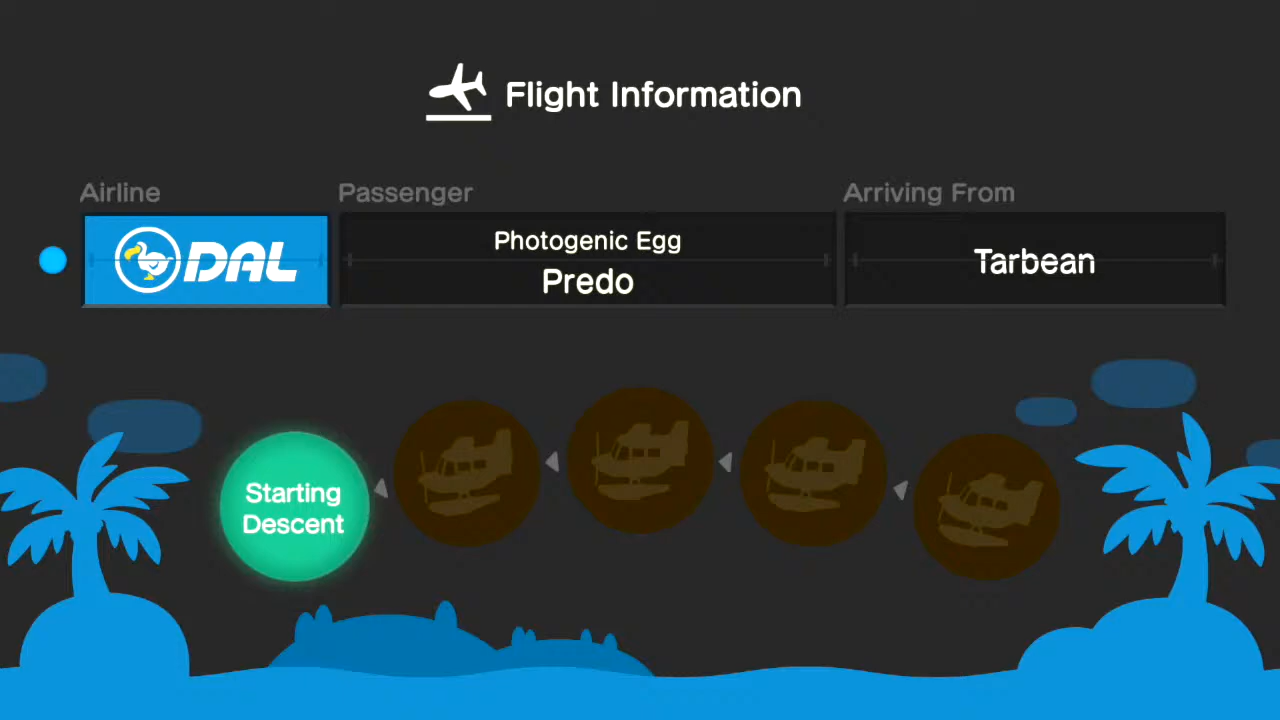 Flight Information
Airline
Passenger
Arriving From
DAL
Photogenic Egg
Predo
Tarbean
Starting
Descent